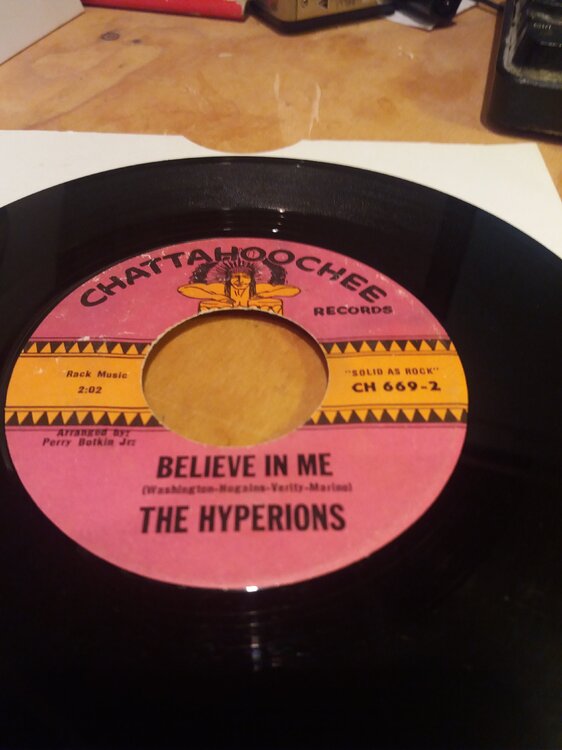 CHATTAHOOCHEE
RECORDS
Rack Music
2:02
"SOLID AS ROCK"
CH 669-2
Arranged by:
Perry Botkin Jr:
BELIEVE IN ME
(Washington-Hogains-Verity-Marino)
THE HYPERIONS